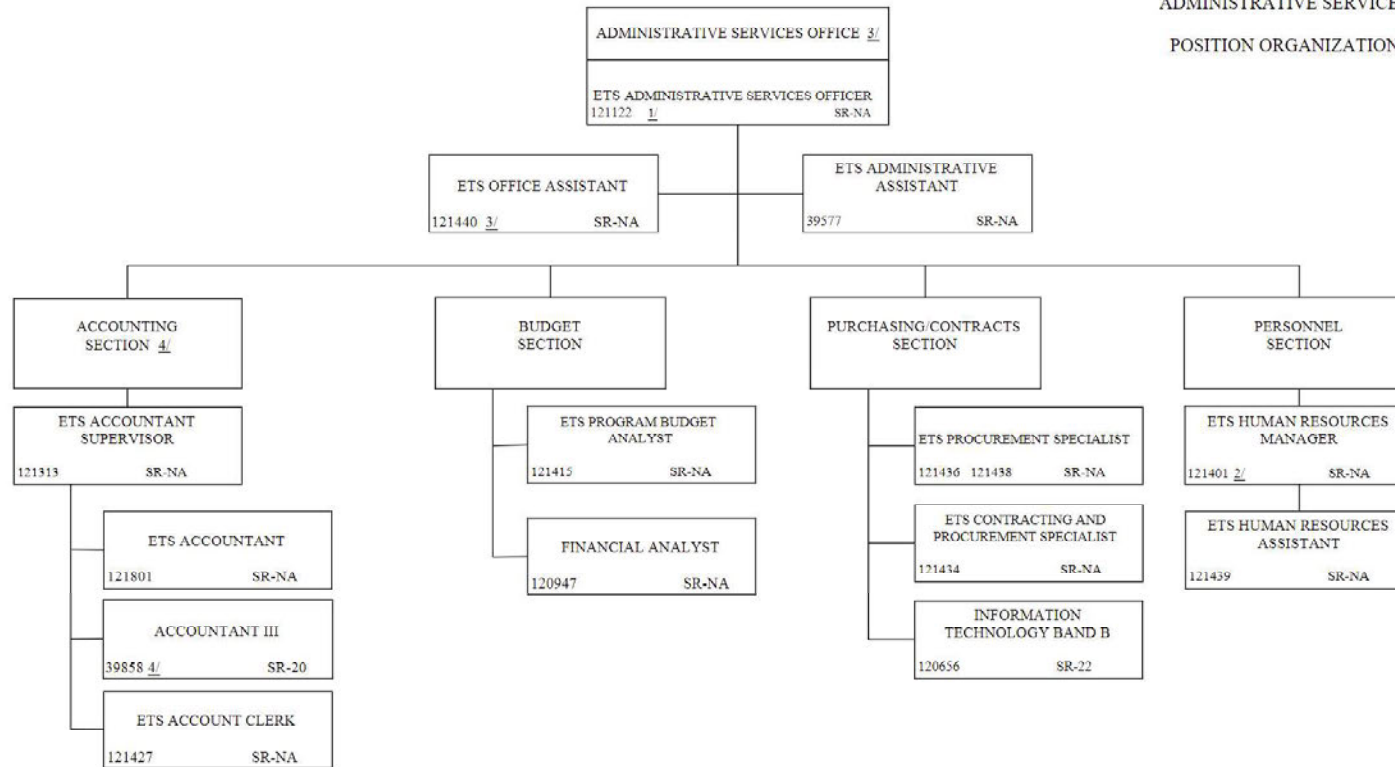 ADMINISTRATIVE SERVICE
POSITION ORGANIZATION
ADMINISTRATIVE SERVICES OFFICE 3/
ETS ADMINISTRATIVE SERVICES OFFICER
121122 1/ SR-NA
ETS OFFICE ASSISTANT
121440 3/ SR-NA
ETS ADMINISTRATIVE
ASSISTANT
39577 SR-NA
ACCOUNTING
SECTION 4/
ETS ACCOUNTANT
SUPERVISOR
121313 SR-NA
ETS ACCOUNTANT
121801 SR-NA
ACCOUNTANT III
39858 4/ SR-20
ETS ACCOUNT CLERK
121427 SR-NA
BUDGET
SECTION
ETS PROGRAM BUDGET
ANALYST
121415 SR-NA
FINANCIAL ANALYST
120947 SR-NA
PURCHASING/CONTRACTS
SECTION
ETS PROCUREMENT SPECIALIST
121436 121438 SR-NA
ETS CONTRACTING AND
PROCUREMENT SPECIALIST
121434 SR-NA
INFORMATION
TECHNOLOGY BAND B
120656 SR-22
PERSONNEL
SECTION
ETS HUMAN RESOURCES
MANAGER
121401 2/ SR-NA
ETS HUMAN RESOURCES
ASSISTANT
121439 SR-NA